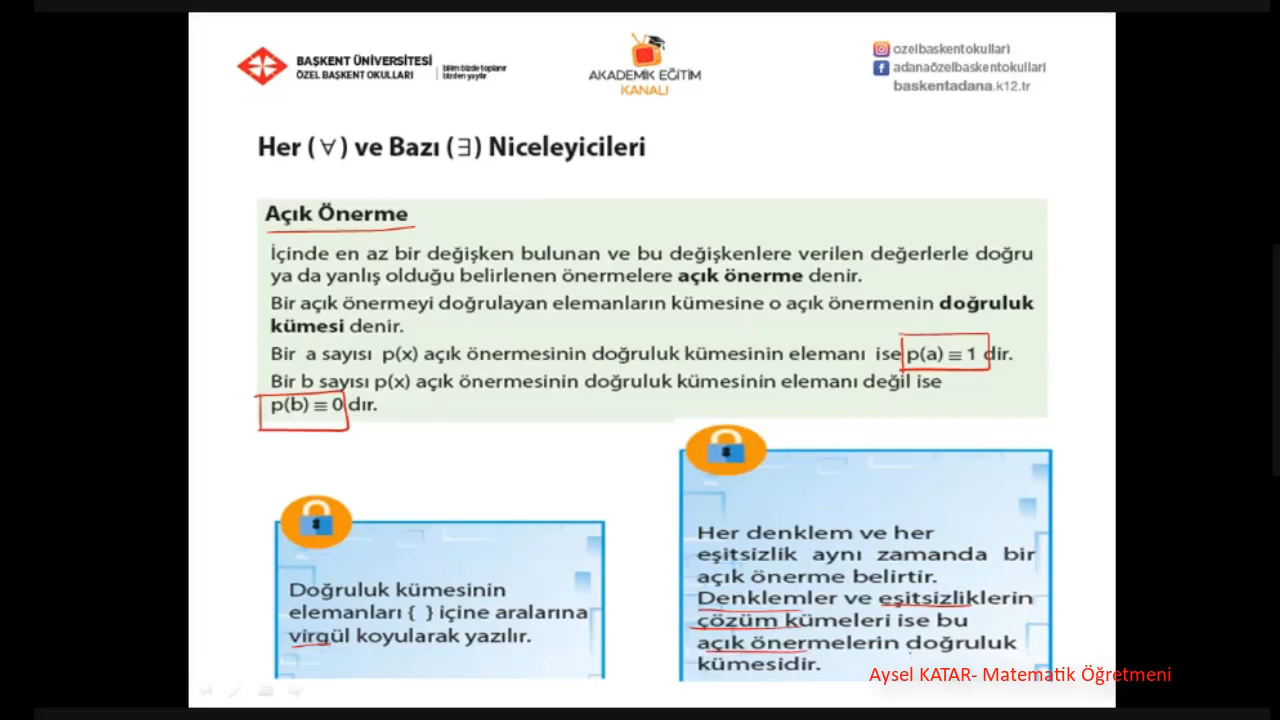 BAŞKENT ÜNİVERSİTESİ
ÖZEL BAŞKENT OKULLARI
bilim bizde toplanır
bizden yayılır
AKADEMİK EĞİTİM
KANALI
ozelbaskentokullari
adanaözelbaskentokullari
baskentadana.k12.tr
Her (∀) ve Bazı (∃) Niceleyicileri
Açık Önerme
İçinde en az bir değişken bulunan ve bu değişkenlere verilen değerlerle doğru
ya da yanlış olduğu belirlenen önermelere açık önerme denir.
Bir açık önermeyi doğrulayan elemanların kümesine o açık önermenin doğruluk
kümesi denir.
Bir a sayısı p(x) açık önermesinin doğruluk kümesinin elemanı ise p(a) ≡ 1 dir.
Bir b sayısı p(x) açık önermesinin doğruluk kümesinin elemanı değil ise
p(b) ≡ 0 dır.
Doğruluk kümesinin
elemanları { } içine aralarına
virgül koyularak yazılır.
Her denklem ve her
eşitsizlik aynı zamanda bir
açık önerme belirtir.
Denklemler ve eşitsizliklerin
çözüm kümeleri ise bu
açık önermelerin doğruluk
kümesidir.
Aysel KATAR- Matematik Öğretmeni